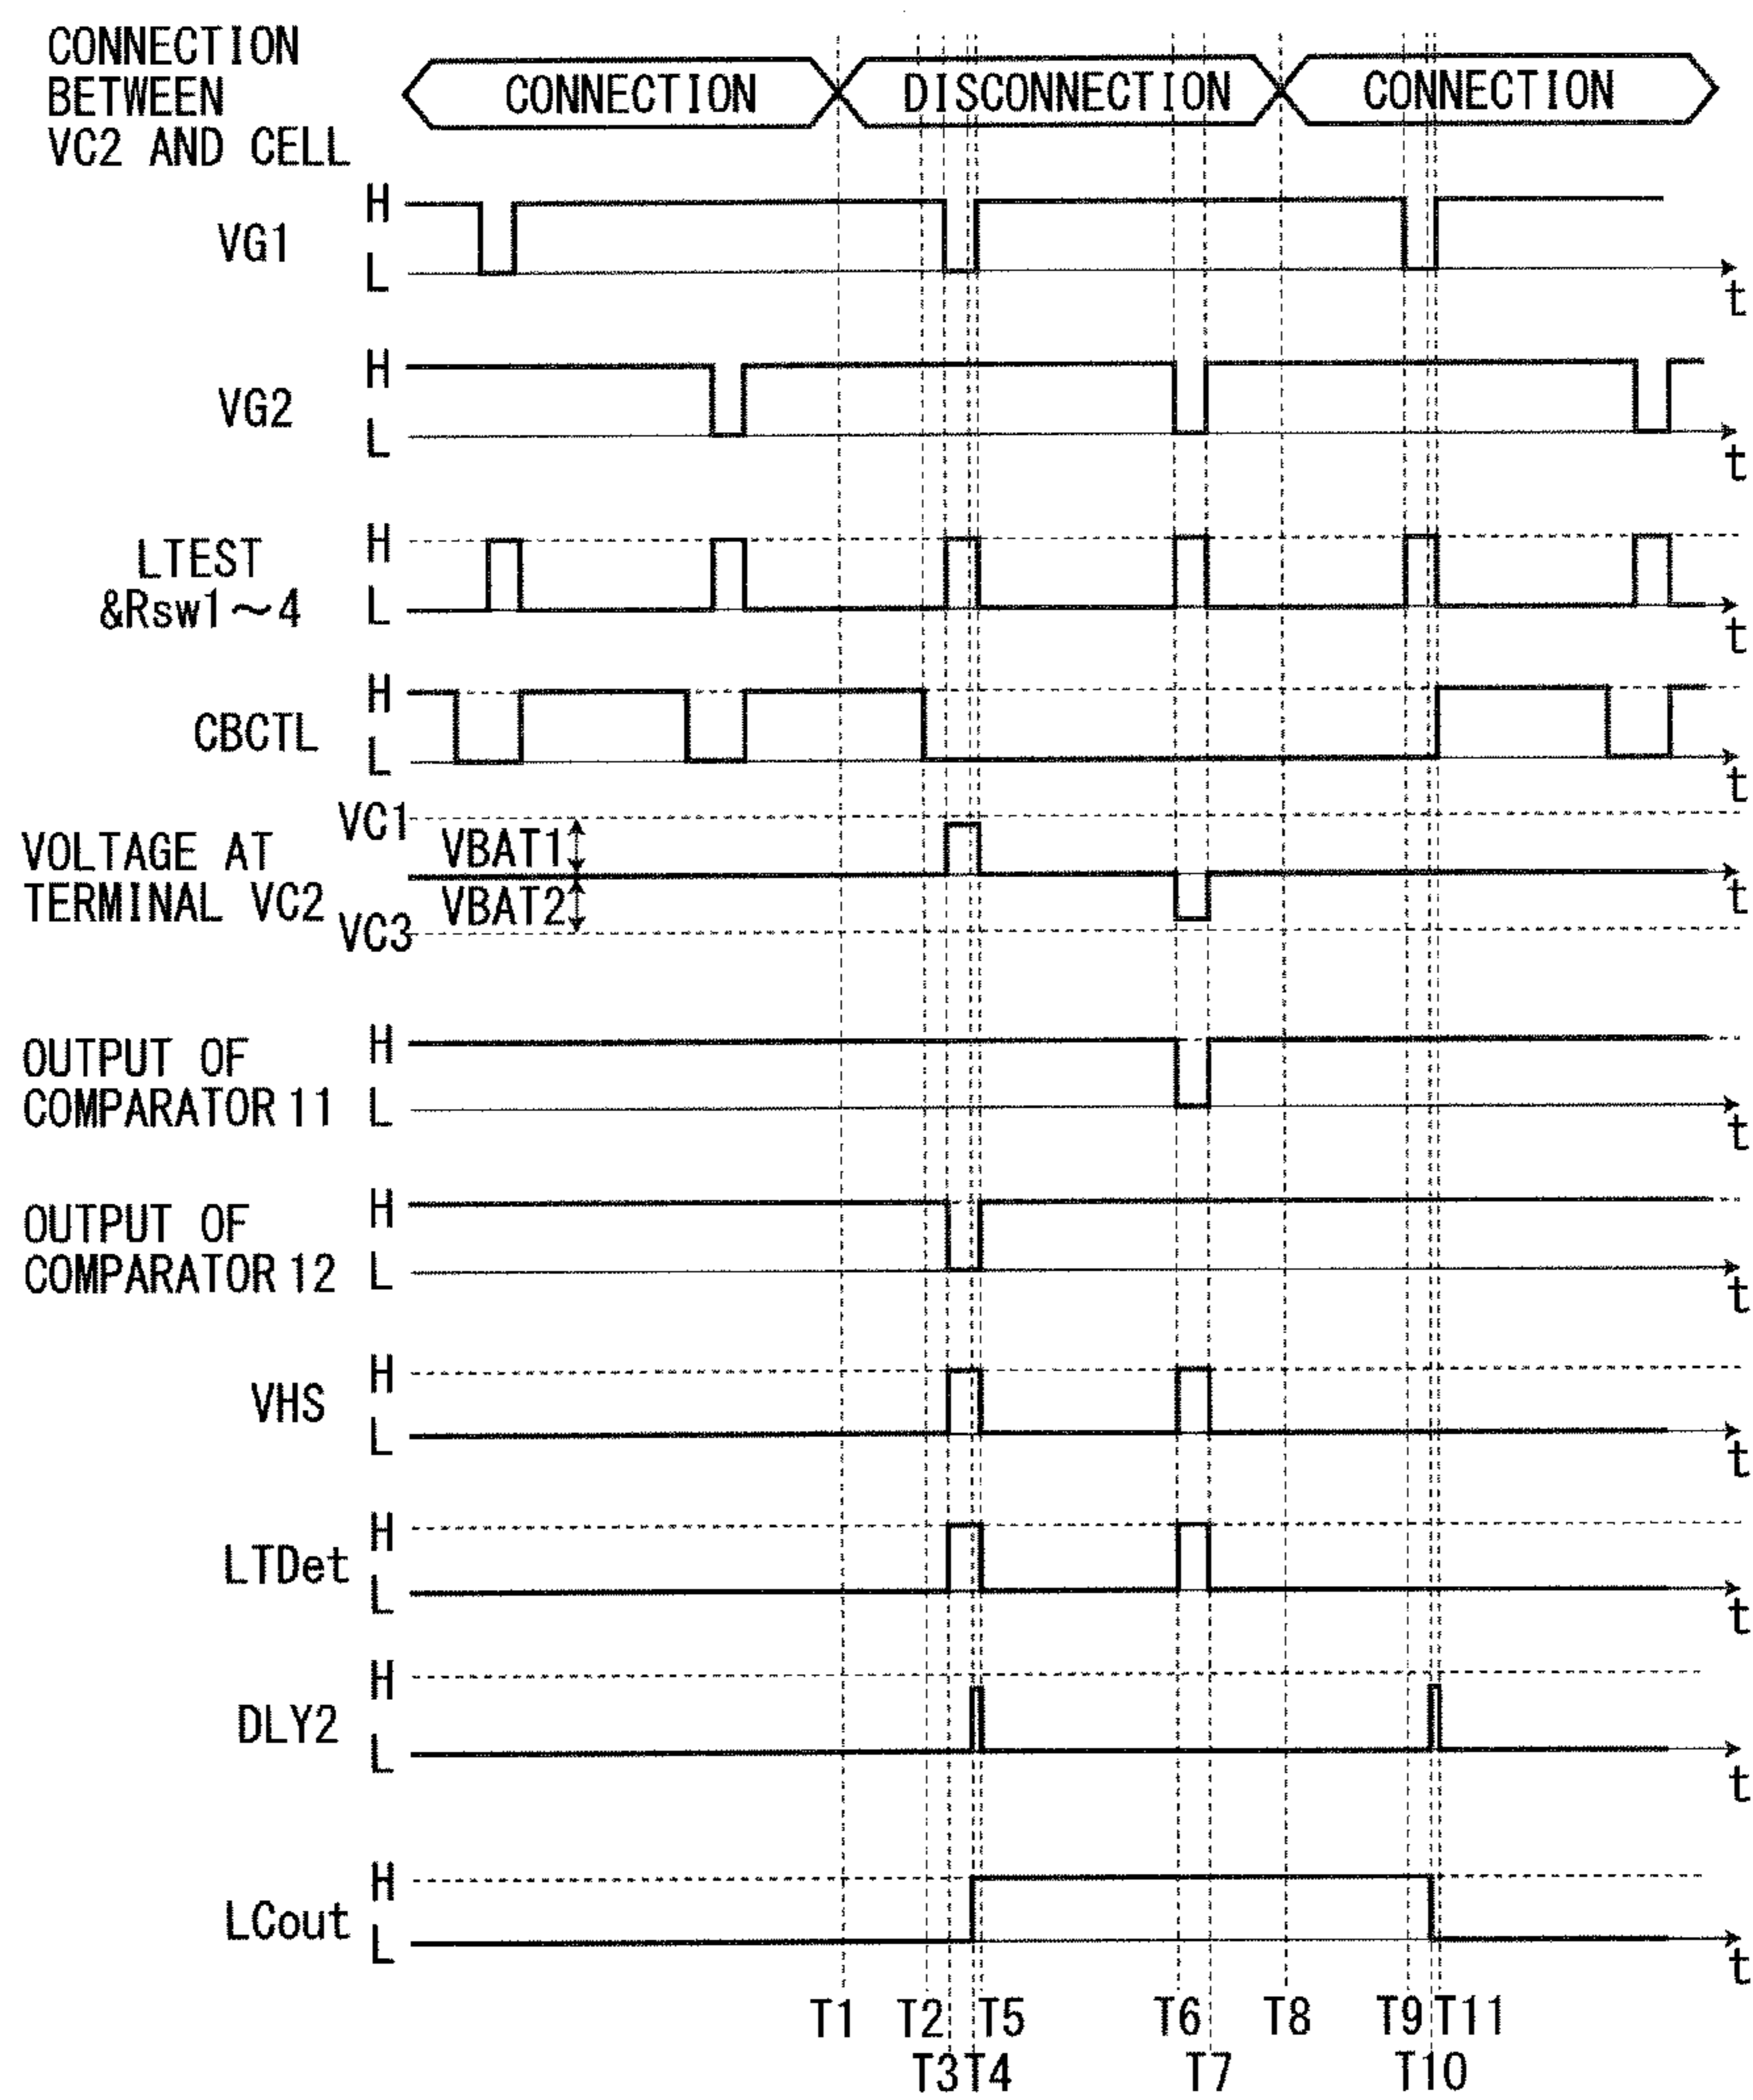 CONNECTION
BETWEEN
VC2 AND CELL
CONNECTION DISCONNECTION CONNECTION
VG1 H L t
VG2 H L t
LTEST
&Rsw1~4
H L t
CBCTL H L t
VOLTAGE AT
TERMINAL VC2
VC1 VBAT1
VBAT2
VC3 t
OUTPUT OF
COMPARATOR 11
H L t
OUTPUT OF
COMPARATOR 12
H L t
VHS H L t
LTDet H L t
DLY2 H L t
LCout H L t
T1 T2 T5 T6 T8 T9 T11
T3 T4 T7 T10